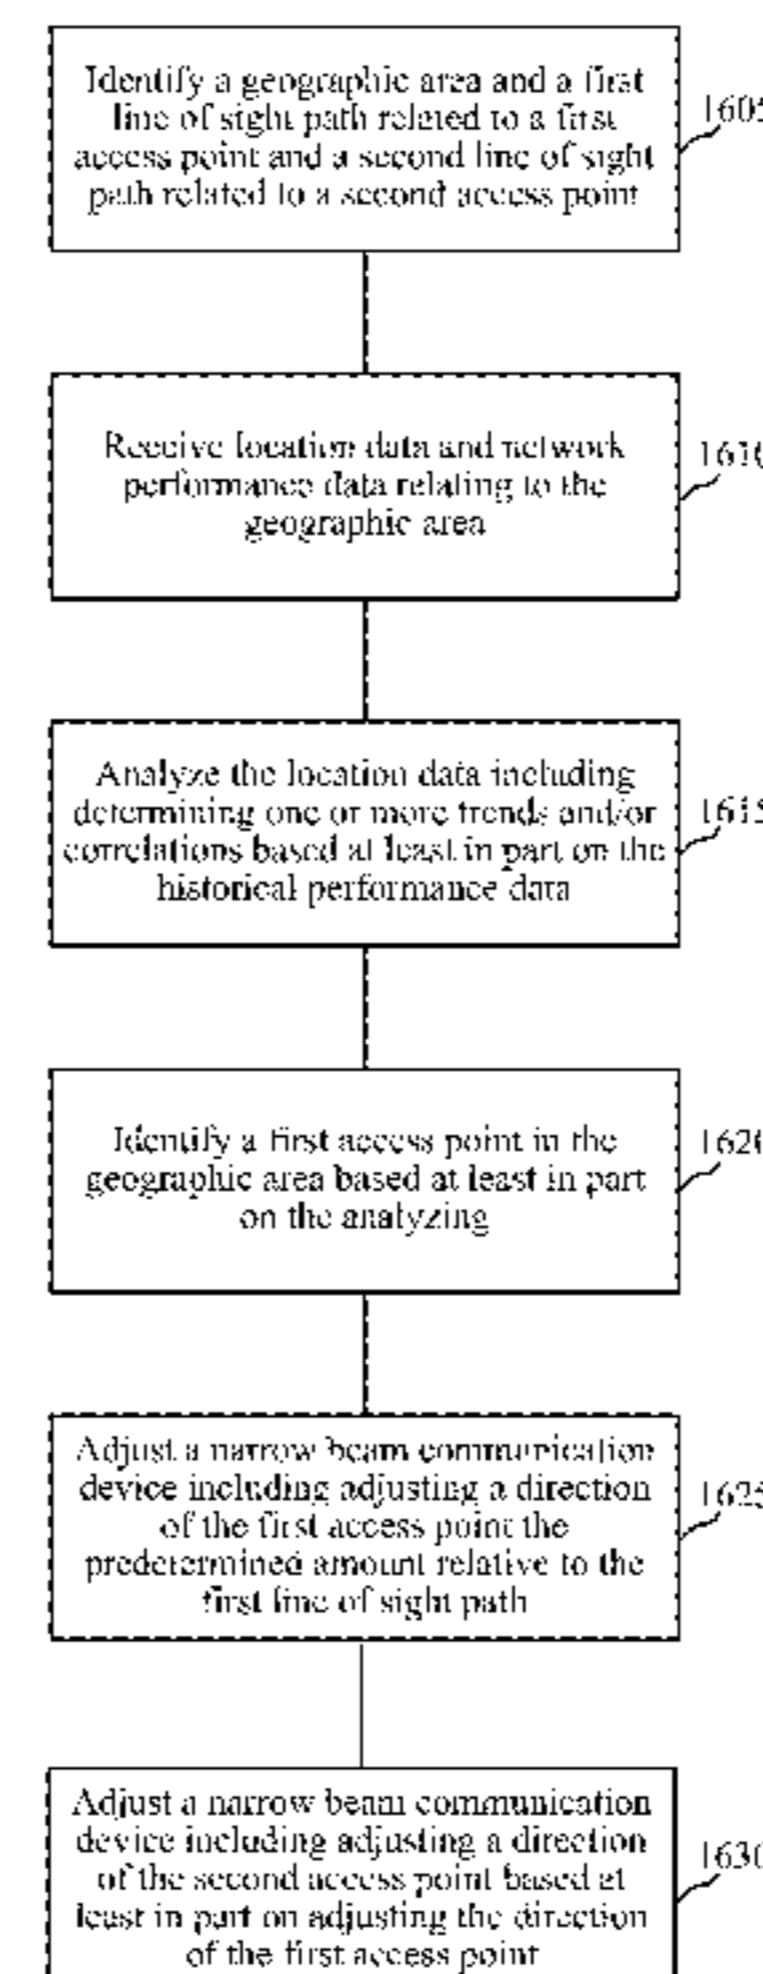 Identify a geographic area and a first
line of sight path related to a first
access point and a second line of sight
path related to a second access point
1605
Receive location data and network
performance data relating to the
geographic area
1610
Analyze the location data including
determining one or more trends and/or
correlations based at least in part on the
historical performance data
1615
Identify a first access point in the
geographic area based at least in part
on the analyzing
1620
Adjust a narrow beam communication
device including adjusting a direction
of the first access point the
predetermined amount relative to the
first line of sight path
1625
Adjust a narrow beam communication
device including adjusting a direction
of the second access point based at
least in part on adjusting the direction
of the first access point
1630